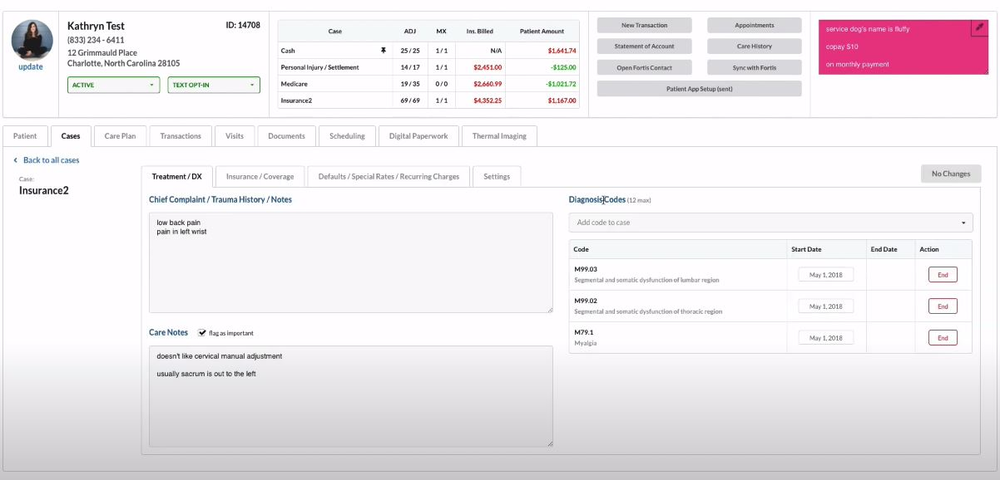 Kathryn Test
ID: 14708
(833) 234 - 6411
12 Grimmauld Place
Charlotte, North Carolina 28105
update
ACTIVE
TEXT OPT-IN
Case ADJ MX Ins. Billed Patient Amount
Cash 25 / 25 1 / 1 N/A $1,641.74
Personal Injury / Settlement 14 / 17 1 / 1 $2,451.00 -$125.00
Medicare 19 / 35 0 / 0 $2,660.99 -$1,021.72
Insurance2 69 / 69 1 / 1 $4,352.25 $1,167.00
New Transaction
Appointments
Statement of Account
Care History
Open Fortis Contact
Sync with Fortis
Patient App Setup (sent)
service dog's name is fluffy
copay $10
on monthly payment
Patient Cases Care Plan Transactions Visits Documents Scheduling Digital Paperwork Thermal Imaging
Back to all cases
Case:
Insurance2
Treatment / DX Insurance / Coverage Defaults / Special Rates / Recurring Charges Settings
No Changes
Chief Complaint / Trauma History / Notes
low back pain
pain in left wrist
Care Notes flag as important
doesn't like cervical manual adjustment
usually sacrum is out to the left
Diagnosis Codes (12 max)
Add code to case
Code Start Date End Date Action
M99.03
Segmental and somatic dysfunction of lumbar region
May 1, 2018
End
M99.02
Segmental and somatic dysfunction of thoracic region
May 1, 2018
End
M79.1
Myalgia
May 1, 2018
End